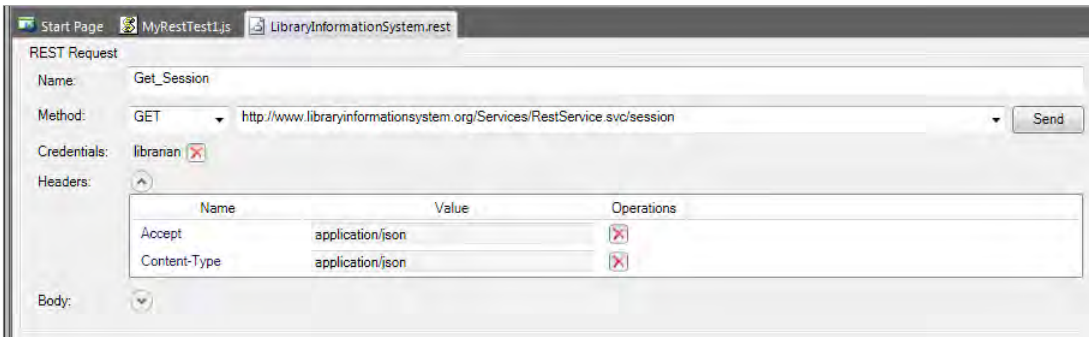 Start Page MyRestTest1.js LibraryInformationSystem.rest
REST Request
Name: Get_Session
Method: GET http://www.libraryinformationsystem.org/Services/RestService.svc/session Send
Credentials: librarian
Headers:
Name Value Operations
Accept application/json
Content-Type application/json
Body: